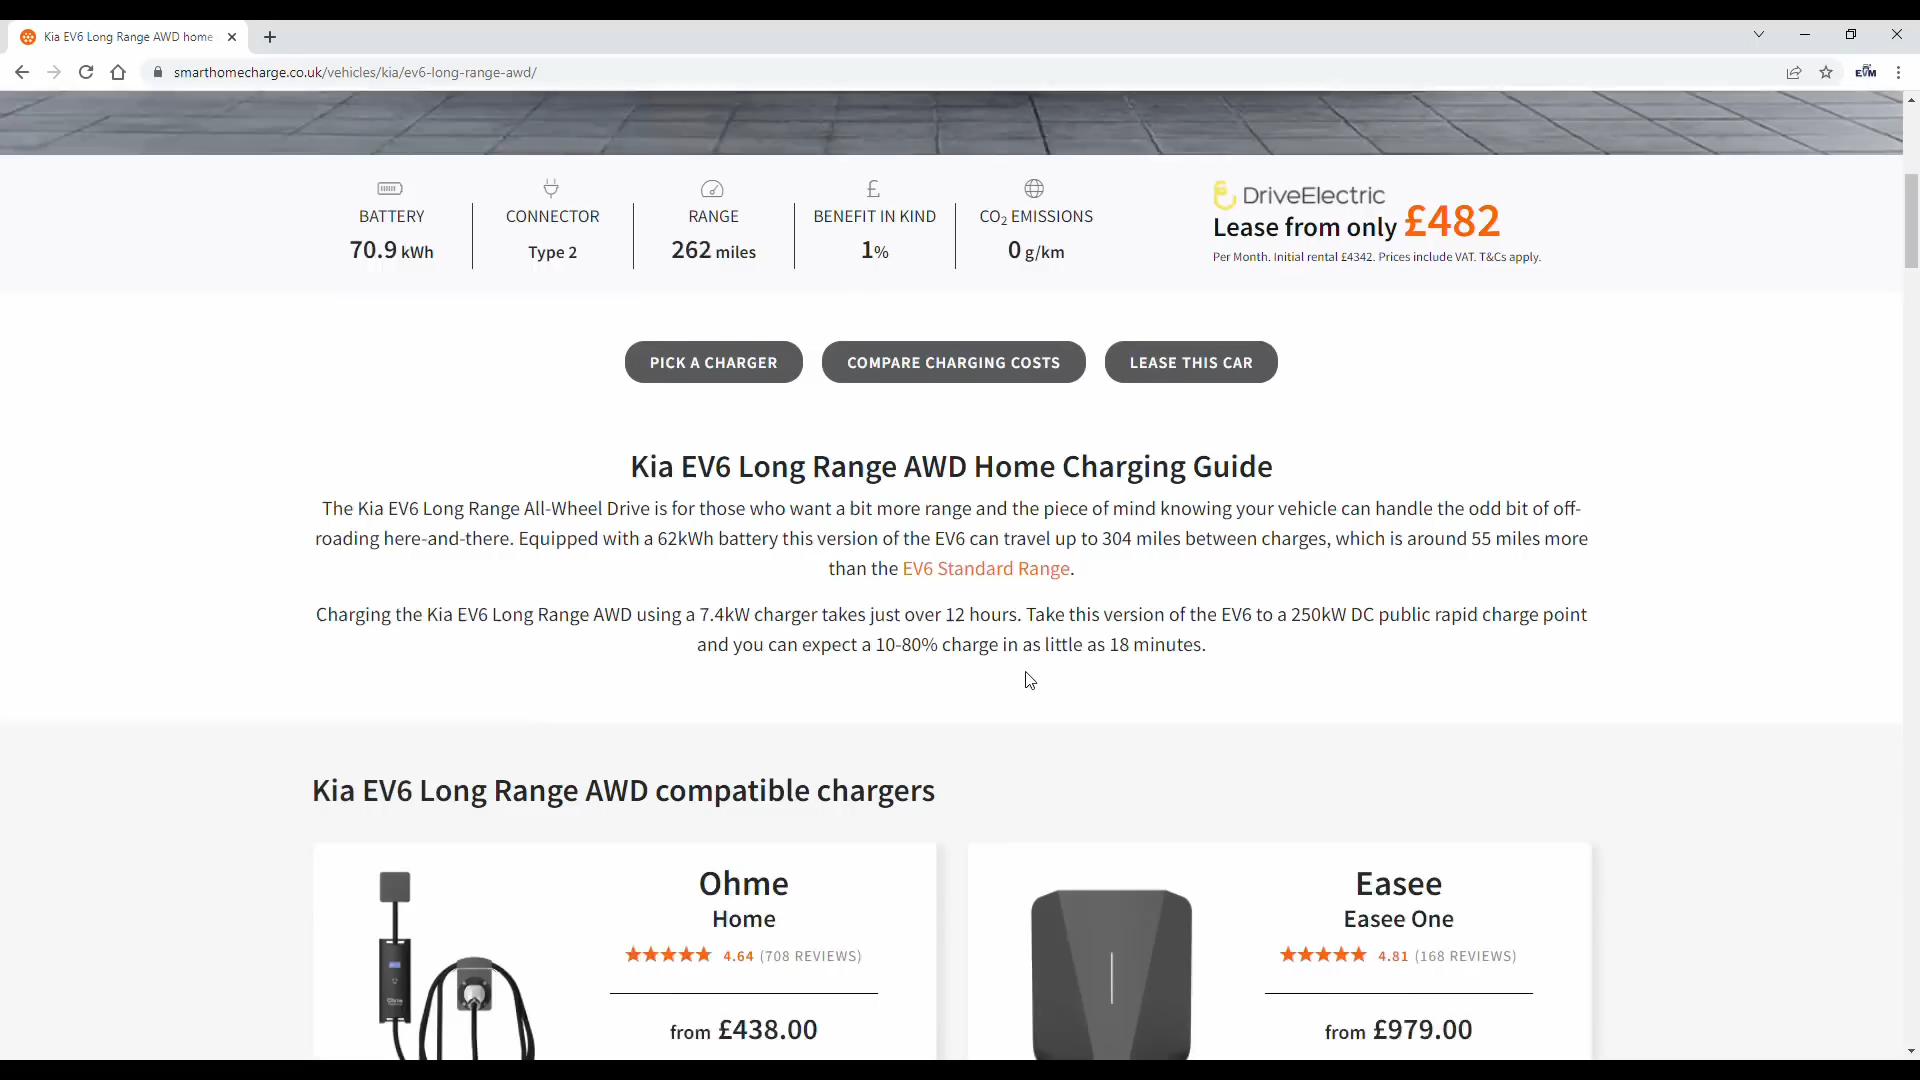 Kia EV6 Long Range AWD home
smarthomecharge.co.uk/vehicles/kia/ev6-long-range-awd/
EVM
BATTERY
70.9 kWh
CONNECTOR
Type 2
RANGE
262 miles
BENEFIT IN KIND
1%
CO2 EMISSIONS
0 g/km
DriveElectric
Lease from only £482
Per Month. Initial rental £4342. Prices include VAT. T&Cs apply.
PICK A CHARGER
COMPARE CHARGING COSTS
LEASE THIS CAR
Kia EV6 Long Range AWD Home Charging Guide
The Kia EV6 Long Range All-Wheel Drive is for those who want a bit more range and the piece of mind knowing your vehicle can handle the odd bit of off-
roading here-and-there. Equipped with a 62kWh battery this version of the EV6 can travel up to 304 miles between charges, which is around 55 miles more
than the EV6 Standard Range.
Charging the Kia EV6 Long Range AWD using a 7.4kW charger takes just over 12 hours. Take this version of the EV6 to a 250kW DC public rapid charge point
and you can expect a 10-80% charge in as little as 18 minutes.
Kia EV6 Long Range AWD compatible chargers
Ohme
Home
4.64 (708 REVIEWS)
from £438.00
Easee
Easee One
4.81 (168 REVIEWS)
from £979.00